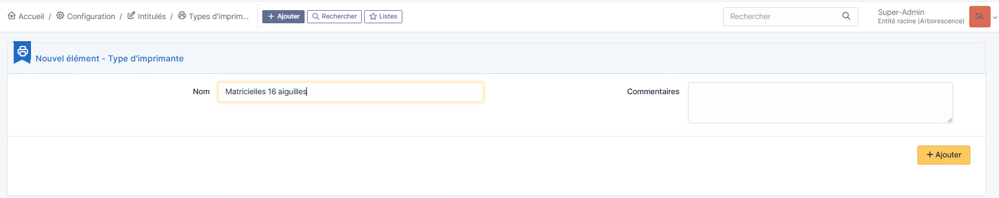 Accueil / Configuration / Intitulés / Types d'imprim... + Ajouter Rechercher Listes Rechercher Super-Admin
Entité racine (Arborescence) GL
Nouvel élément - Type d'imprimante
Nom Matricielles 16 aiguilles Commentaires
+ Ajouter